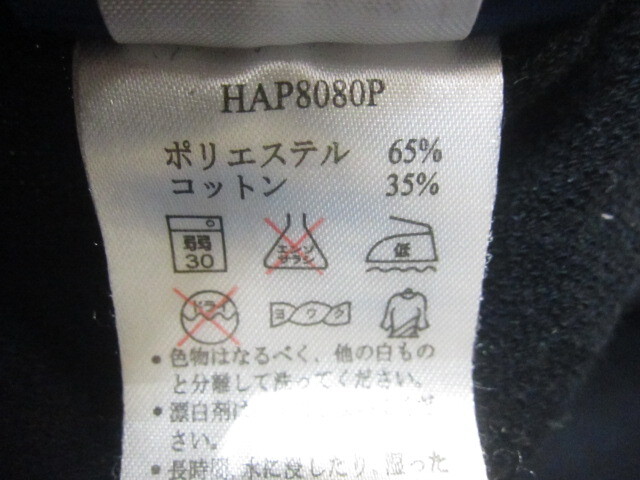 HAP8080P
ポリエステル 65%
コットン 35%
弱 30
エンソ
サラシ
低
ドライ
ヨワク
• 色物はなるべく、他の白もの
と分離して洗ってください。
• 漂白剤は
さい。
• 長時間、水に浸したり、湿った